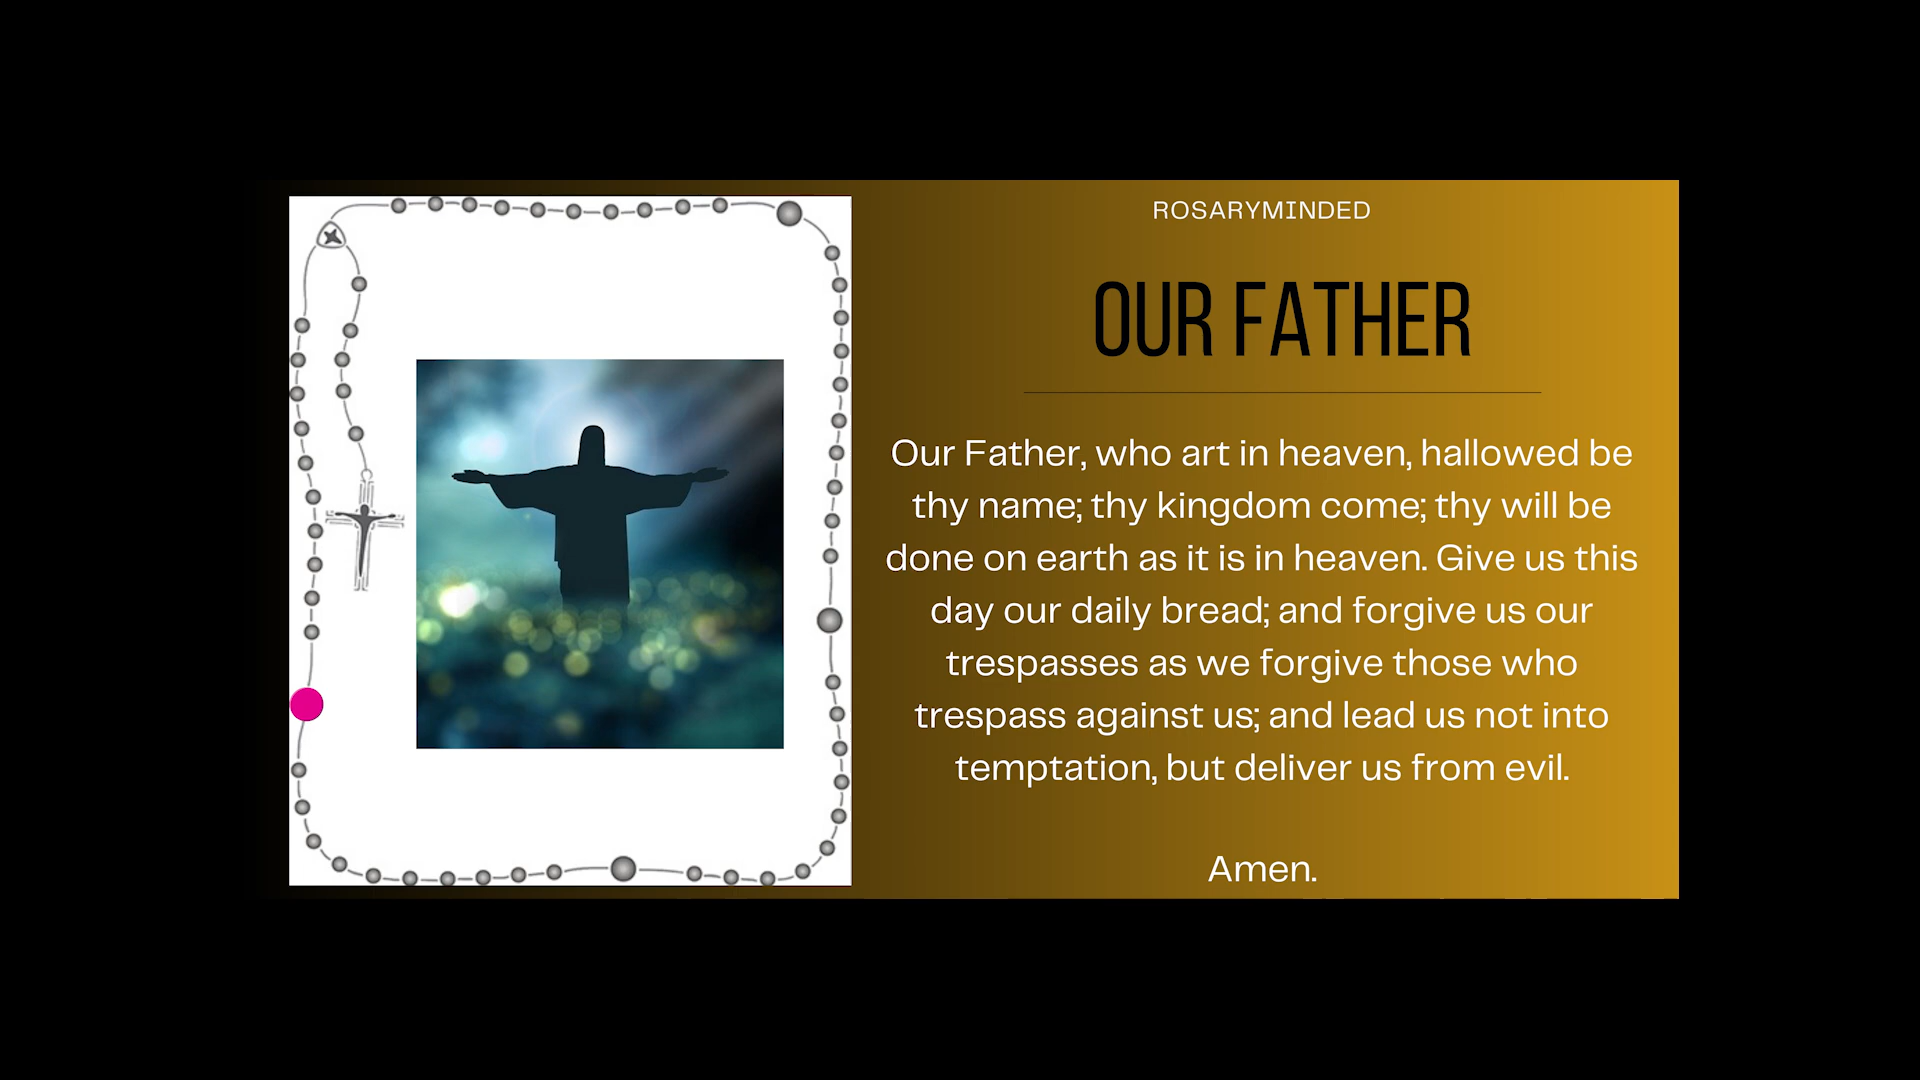 ROSARYMINDED
OUR FATHER
Our Father, who art in heaven, hallowed be
thy name; thy kingdom come; thy will be
done on earth as it is in heaven. Give us this
day our daily bread; and forgive us our
trespasses as we forgive those who
trespass against us; and lead us not into
temptation, but deliver us from evil.
Amen.